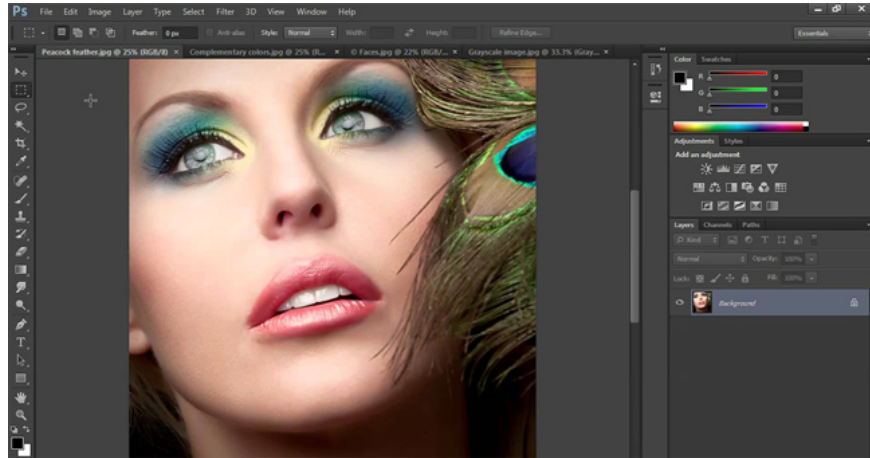 Ps File Edit Image Layer Type Select Filter 3D View Window Help
Feather: 0 px Anti-alias Style: Normal Width: Height: Refine Edge... Essentials
Peacock feather.jpg @ 25% (RGB/8) × Complementary colors.jpg @ 25% (R... × © Faces.jpg @ 22% (RGB/... × Grayscale image.jpg @ 33.3% (Gray... ×
Color Swatches
R 0
G 0
B 0
Adjustments Styles
Add an adjustment
Layers Channels Paths
Kind
Normal Opacity: 100%
Lock: Fill: 100%
Background